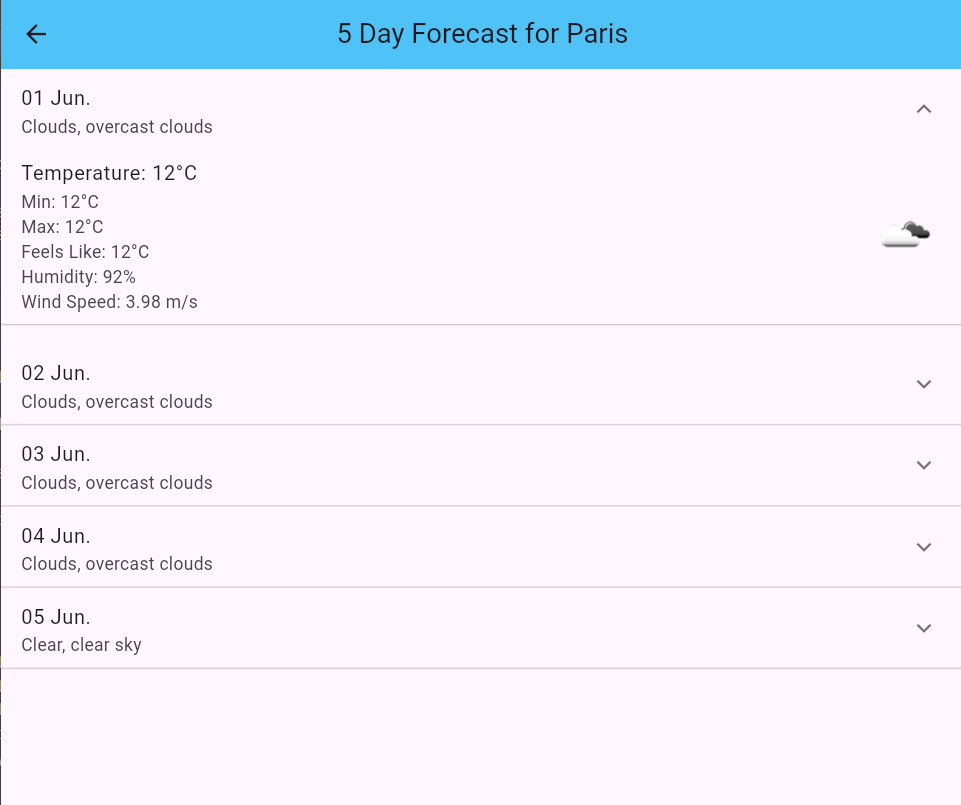 5 Day Forecast for Paris
01 Jun.
Clouds, overcast clouds
Temperature: 12°C
Min: 12°C
Max: 12°C
Feels Like: 12°C
Humidity: 92%
Wind Speed: 3.98 m/s
02 Jun.
Clouds, overcast clouds
03 Jun.
Clouds, overcast clouds
04 Jun.
Clouds, overcast clouds
05 Jun.
Clear, clear sky